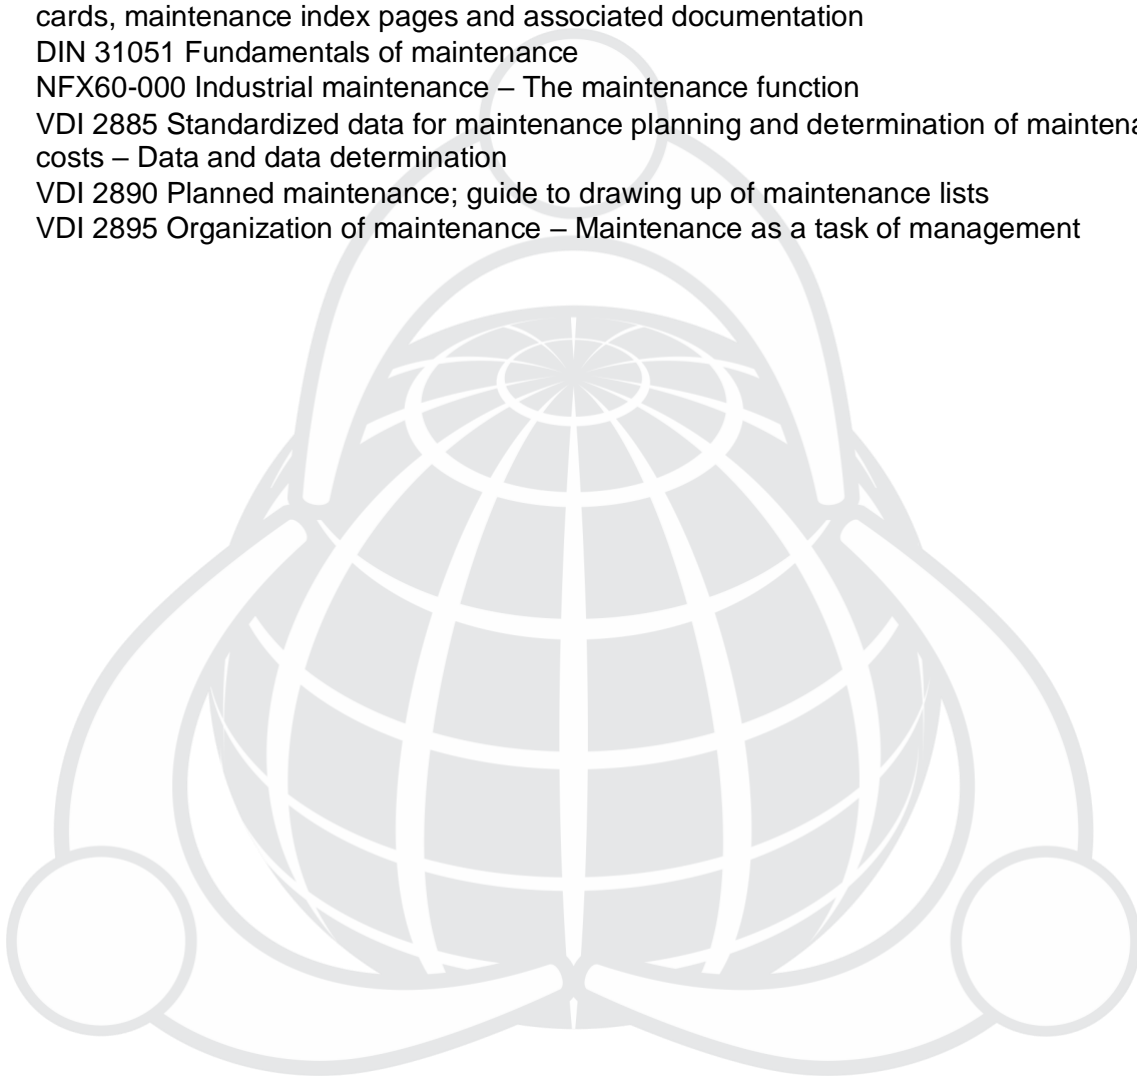 cards, maintenance index pages and associated documentation
DIN 31051 Fundamentals of maintenance
NFX60-000 Industrial maintenance – The maintenance function
VDI 2885 Standardized data for maintenance planning and determination of
costs – Data and data determination
VDI 2890 Planned maintenance; guide to drawing up of maintenance lists
VDI 2895 Organization of maintenance – Maintenance as a task of management